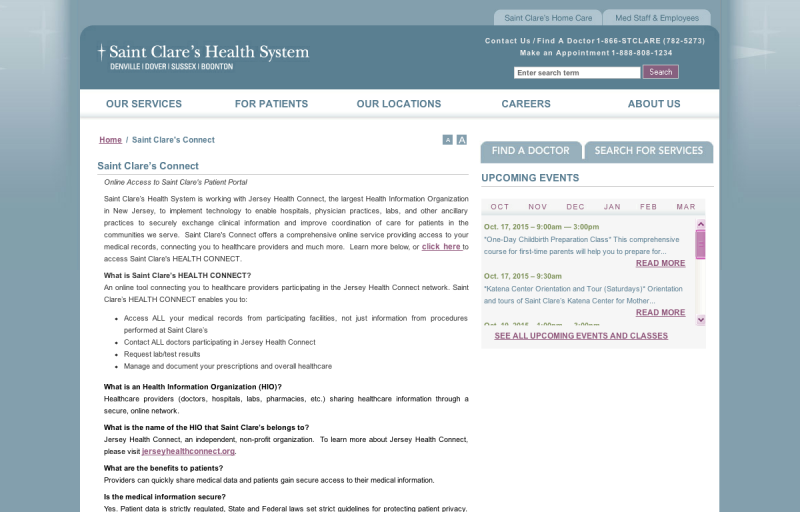 Saint Clare's Home Care
Med Staff & Employees
Saint Clare's Health System
DENVILLE | DOVER | SUSSEX | BOONTON
Contact Us / Find A Doctor 1-866-STCLARE (782-5273)
Make an Appointment 1-888-808-1234
Enter search term
Search
OUR SERVICES
FOR PATIENTS
OUR LOCATIONS
CAREERS
ABOUT US
Home / Saint Clare's Connect
A A
Saint Clare's Connect
Online Access to Saint Clare's Patient Portal
Saint Clare's Health System is working with Jersey Health Connect, the largest Health Information Organization
in New Jersey, to implement technology to enable hospitals, physician practices, labs, and other ancillary
practices to securely exchange clinical information and improve coordination of care for patients in the
communities we serve. Saint Clare's Connect offers a comprehensive online service providing access to your
medical records, connecting you to healthcare providers and much more. Learn more below, or click here to
access Saint Clare's HEALTH CONNECT.
What is Saint Clare's HEALTH CONNECT?
An online tool connecting you to healthcare providers participating in the Jersey Health Connect network. Saint
Clare's HEALTH CONNECT enables you to:
• Access ALL your medical records from participating facilities, not just information from procedures
performed at Saint Clare's
• Contact ALL doctors participating in Jersey Health Connect
• Request lab/test results
• Manage and document your prescriptions and overall healthcare
What is an Health Information Organization (HIO)?
Healthcare providers (doctors, hospitals, labs, pharmacies, etc.) sharing healthcare information through a
secure, online network.
What is the name of the HIO that Saint Clare's belongs to?
Jersey Health Connect, an independent, non-profit organization. To learn more about Jersey Health Connect,
please visit jerseyhealthconnect.org.
What are the benefits to patients?
Providers can quickly share medical data and patients gain secure access to their medical information.
Is the medical information secure?
Yes. Patient data is strictly regulated. State and Federal laws set strict guidelines for protecting patient privacy.
FIND A DOCTOR
SEARCH FOR SERVICES
UPCOMING EVENTS
OCT NOV DEC JAN FEB MAR
Oct. 17, 2015 – 9:00am — 3:00pm
"One-Day Childbirth Preparation Class" This comprehensive
course for first-time parents will help you to prepare for...
READ MORE
Oct. 17, 2015 – 9:30am
"Katena Center Orientation and Tour (Saturdays)" Orientation
and tours of Saint Clare's Katena Center for Mother...
READ MORE
SEE ALL UPCOMING EVENTS AND CLASSES